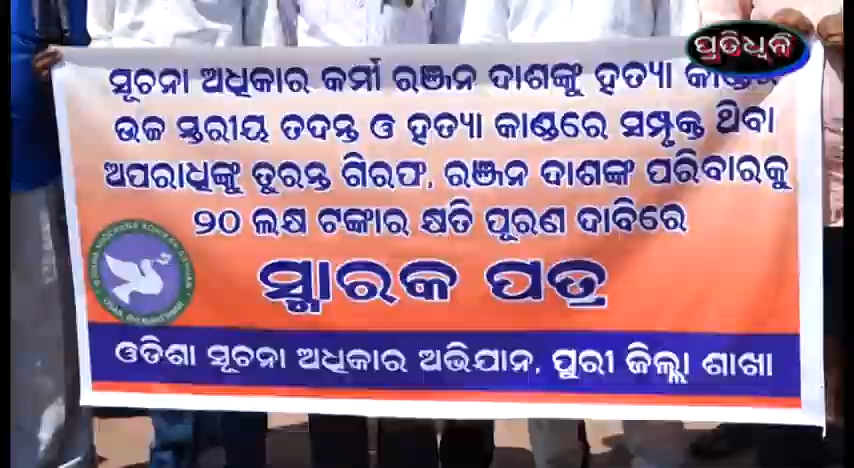 ପ୍ରତିଧ୍ୱନି
ସୂଚନା ଅଧିକାର କର୍ମୀ ରଞ୍ଜନ ଦାଶଙ୍କୁ ହତ୍ୟା
ଉଚ୍ଚ ସ୍ତରୀୟ ତଦନ୍ତ ଓ ହତ୍ୟା କାଣ୍ଡରେ ସମ୍ପୃକ୍ତ ଥିବା
ଅପରାଧିଙ୍କୁ ତୁରନ୍ତ ଗିରଫ, ରଞ୍ଜନ ଦାଶଙ୍କ ପରିବାରକୁ
୨୦ ଲକ୍ଷ ଟଙ୍କାର କ୍ଷତି ପୂରଣ ଦାବିରେ
ସ୍ମାରକ ପତ୍ର
ଓଡିଶା ସୂଚନା ଅଧିକାର ଅଭିଯାନ, ପୁରୀ ଜିଲ୍ଲା ଶାଖା